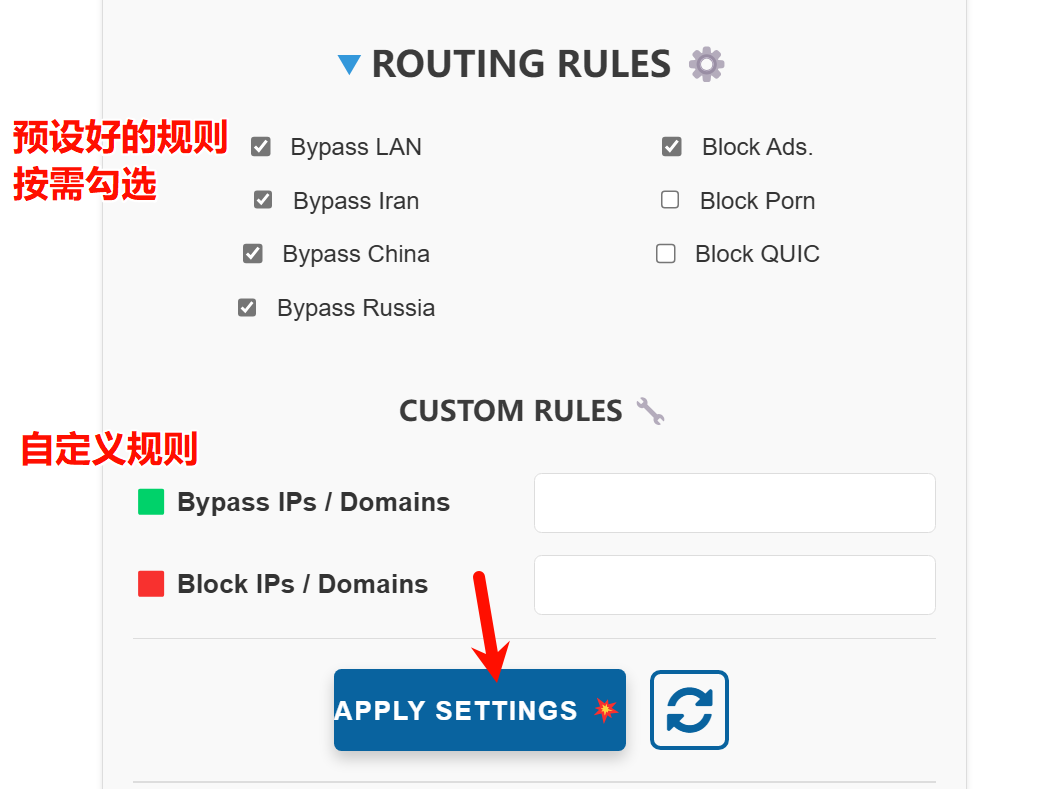 ROUTING RULES
预设好的规则
按需勾选
Bypass LAN
Block Ads.
Bypass Iran
Block Porn
Bypass China
Block QUIC
Bypass Russia
CUSTOM RULES
自定义规则
Bypass IPs / Domains
Block IPs / Domains
APPLY SETTINGS